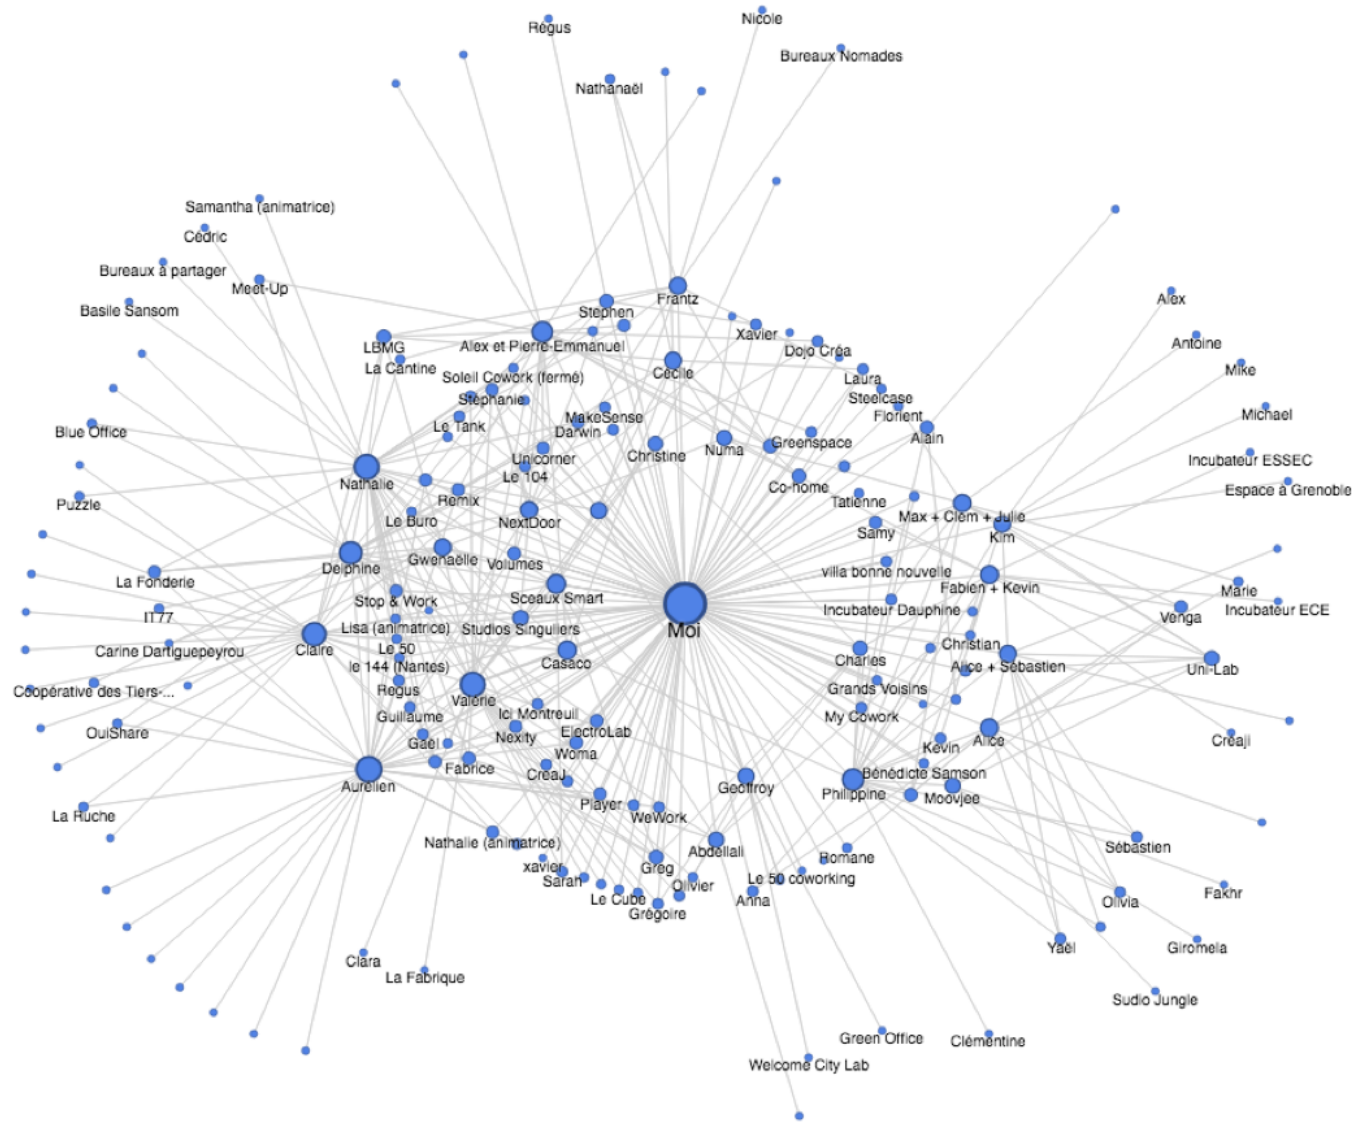 Nicole
Régus
Bureaux Nomades
Nathanaël
Samantha (animatrice)
Cédric
Bureaux à partager
Meet-Up
Basile Sansom
Frantz
Alex
Stephen
Xavier
Antoine
LBMG
Alex et Pierre-Emmanuel
Dojo Créa
La Cantine
Cécile
Mike
Soleil Cowork (fermé)
Laura
Stéphanie
Steelcase
Michael
MakeSense
Florient
Le Tank
Darwin
Blue Office
Alain
Greenspace
Numa
Christine
Unicorner
Incubateur ESSEC
Le 104
Nathalie
Co-home
Espace à Grenoble
Remix
Tatienne
Puzzle
Le Buro
NextDoor
Max + Clem + Julie
Samy
Kim
Gwenaëlle
Volumes
Delphine
villa bonne nouvelle
La Fonderie
Fabien + Kevin
Marie
Stop & Work
Sceaux Smart
Incubateur Dauphine
Incubateur ECE
IT77
Venga
Lisa (animatrice)
Studios Singuliers
Moi
Christian
Le 50
Claire
Carine Dartiguepeyrou
Casaco
Charles
le 144 (Nantes)
Alice + Sébastien
Uni-Lab
Coopérative des Tiers-...
Regus
Grands Voisins
Valérie
Guillaume
Ici Montreuil
My Cowork
OuiShare
ElectroLab
Nexity
Alice
Créaji
Gaël
Kevin
Woma
Fabrice
CreaJ
Bénédicte Samson
Aurélien
Geoffroy
Philippine
Moovjee
Player
La Ruche
WeWork
Nathalie (animatrice)
Sébastien
Abdellali
Romane
xavier
Greg
Sarah
Olivier
Le 50 coworking
Fakhr
Le Cube
Anna
Olivia
Grégoire
Yaël
Giromela
Clara
La Fabrique
Sudio Jungle
Green Office
Clémentine
Welcome City Lab